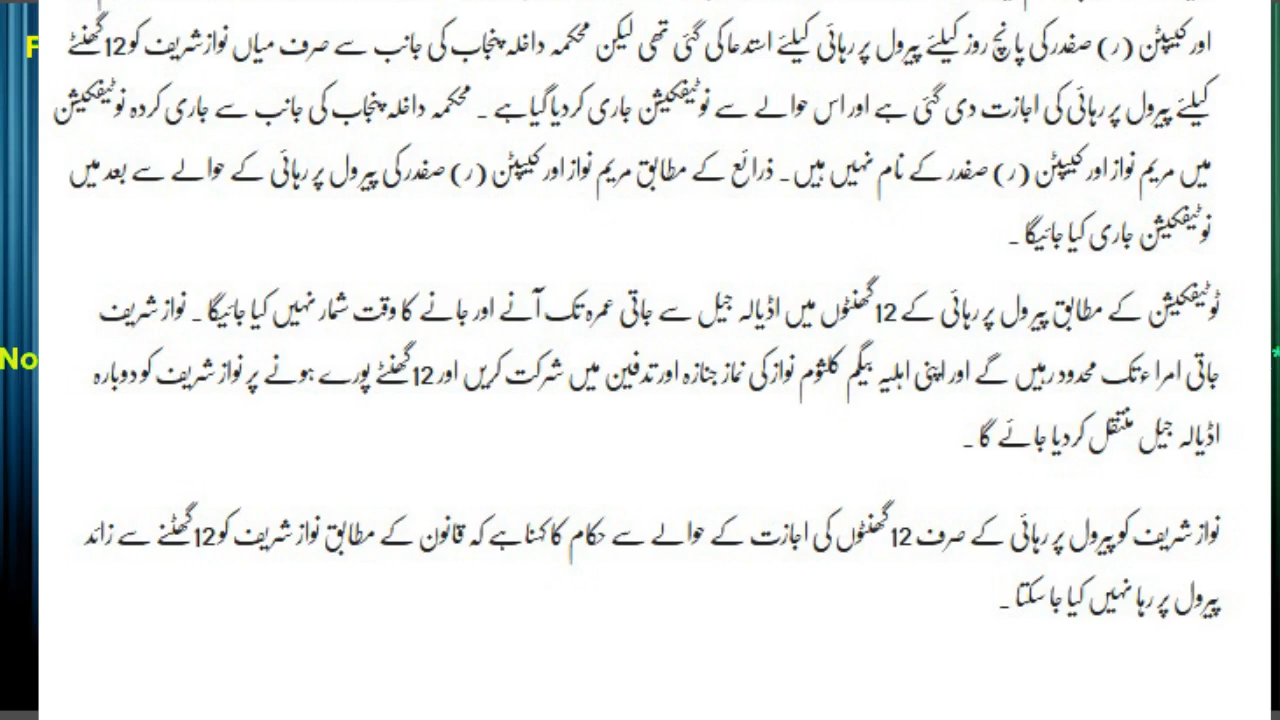 اور کیپٹن (ر) صفدر کی پانچ روز کیلئے پیرول پر رہائی کیلئے استدعا کی گئی تھی لیکن محکمہ داخلہ پنجاب کی جانب سے صرف میاں نواز شریف کو 12 گھنٹے
کیلئے پیرول پر رہائی کی اجازت دی گئی ہے اور اس حوالے سے نوٹیفکیشن جاری کردیا گیا ہے ۔ محکمہ داخلہ پنجاب کی جانب سے جاری کردہ نوٹیفکیشن
میں مریم نواز اور کیپٹن (ر) صفدر کے نام نہیں ہیں۔ ذرائع کے مطابق مریم نواز اور کیپٹن (ر) صفدر کی پیرول پر رہائی کے حوالے سے بعد میں
نوٹیفکیشن جاری کیا جائیگا ۔
ٹوٹیفکیشن کے مطابق پیرول پر رہائی کے 12 گھنٹوں میں اڈیالہ جیل سے جاتی عمرہ تک آنے اور جانے کا وقت شمار نہیں کیا جائیگا ۔ نواز شریف
جاتی امراء تک محدود رہیں گے اور اپنی اہلیہ بیگم کلثوم نواز کی نماز جنازہ اور تدفین میں شرکت کریں اور 12 گھنٹے پورے ہونے پر نواز شریف کو دوبارہ
اڈیالہ جیل منتقل کردیا جائے گا ۔
نواز شریف کو پیرول پر رہائی کے صرف 12 گھنٹوں کی اجازت کے حوالے سے حکام کا کہنا ہے کہ قانون کے مطابق نواز شریف کو 12 گھٹنے سے زائد
پیرول پر رہا نہیں کیا جا سکتا ۔
F
No
*